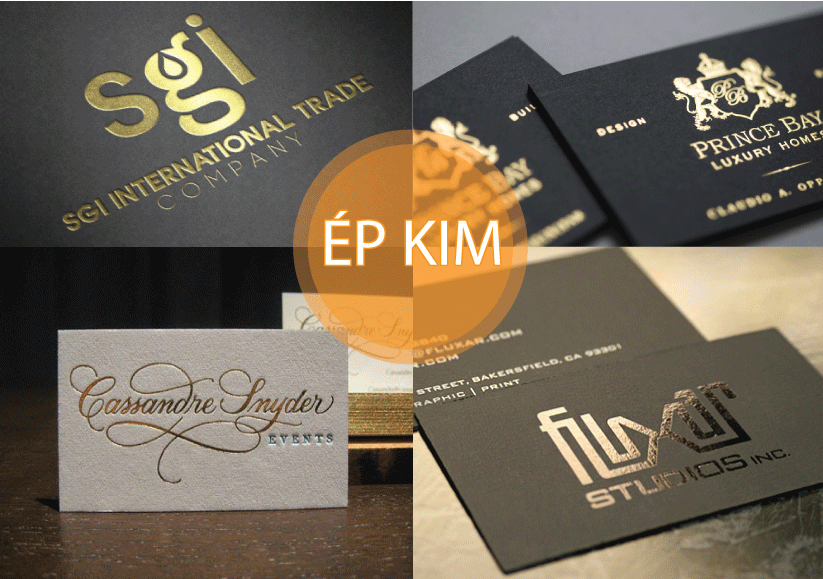 sgi
SGI INTERNATIONAL TRADE
COMPANY
DESIGN
PRINCE BAY
LUXURY HOMES
CLAUDIO A. OPP
ÉP KIM
Cassandre Snyder
EVENTS
@FLUXAR.COM
STREET, BAKERSFIELD, CA 93301
GRAPHIC | PRINT
fluxar
STUDIOS INC.